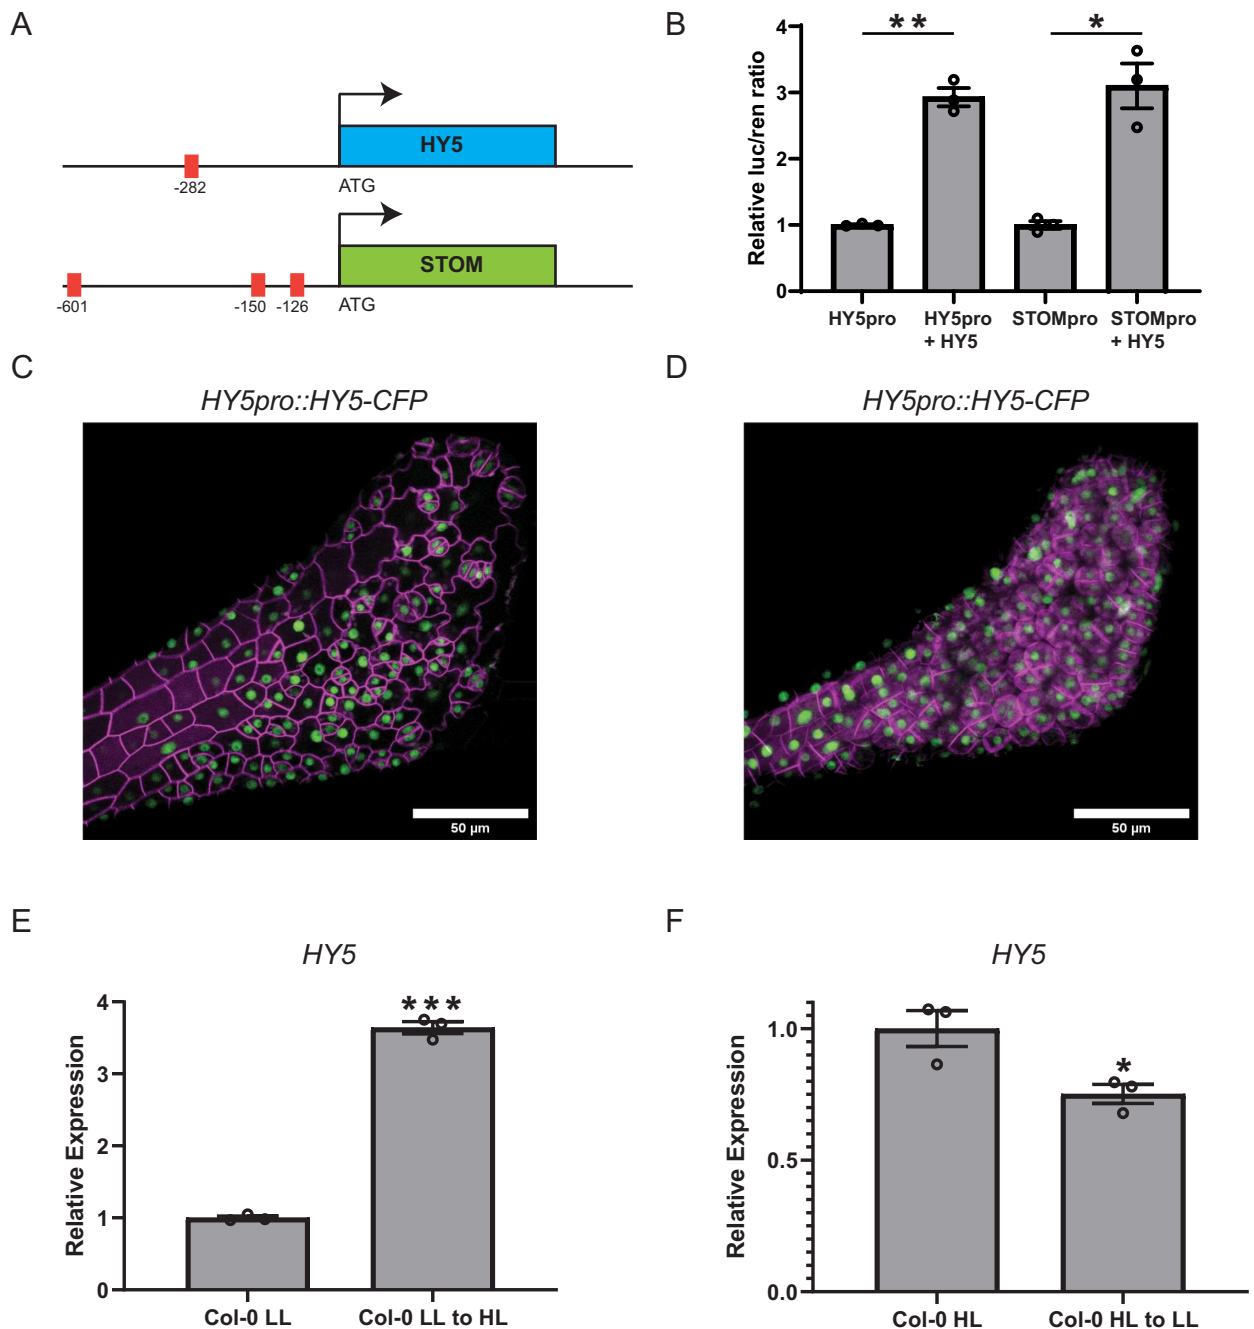 A
HY5
-282
ATG
STOM
-601
-150
-126
ATG
B
Relative luc/ren ratio
4
3
2
1
0
**
*
HY5pro
HY5pro
+ HY5
STOMpro
STOMpro
+ HY5
C
HY5pro::HY5-CFP
50 µm
D
HY5pro::HY5-CFP
50 µm
E
HY5
Relative Expression
4
3
2
1
0
***
Col-0 LL
Col-0 LL to HL
F
HY5
Relative Expression
1.0
0.5
0.0
*
Col-0 HL
Col-0 HL to LL